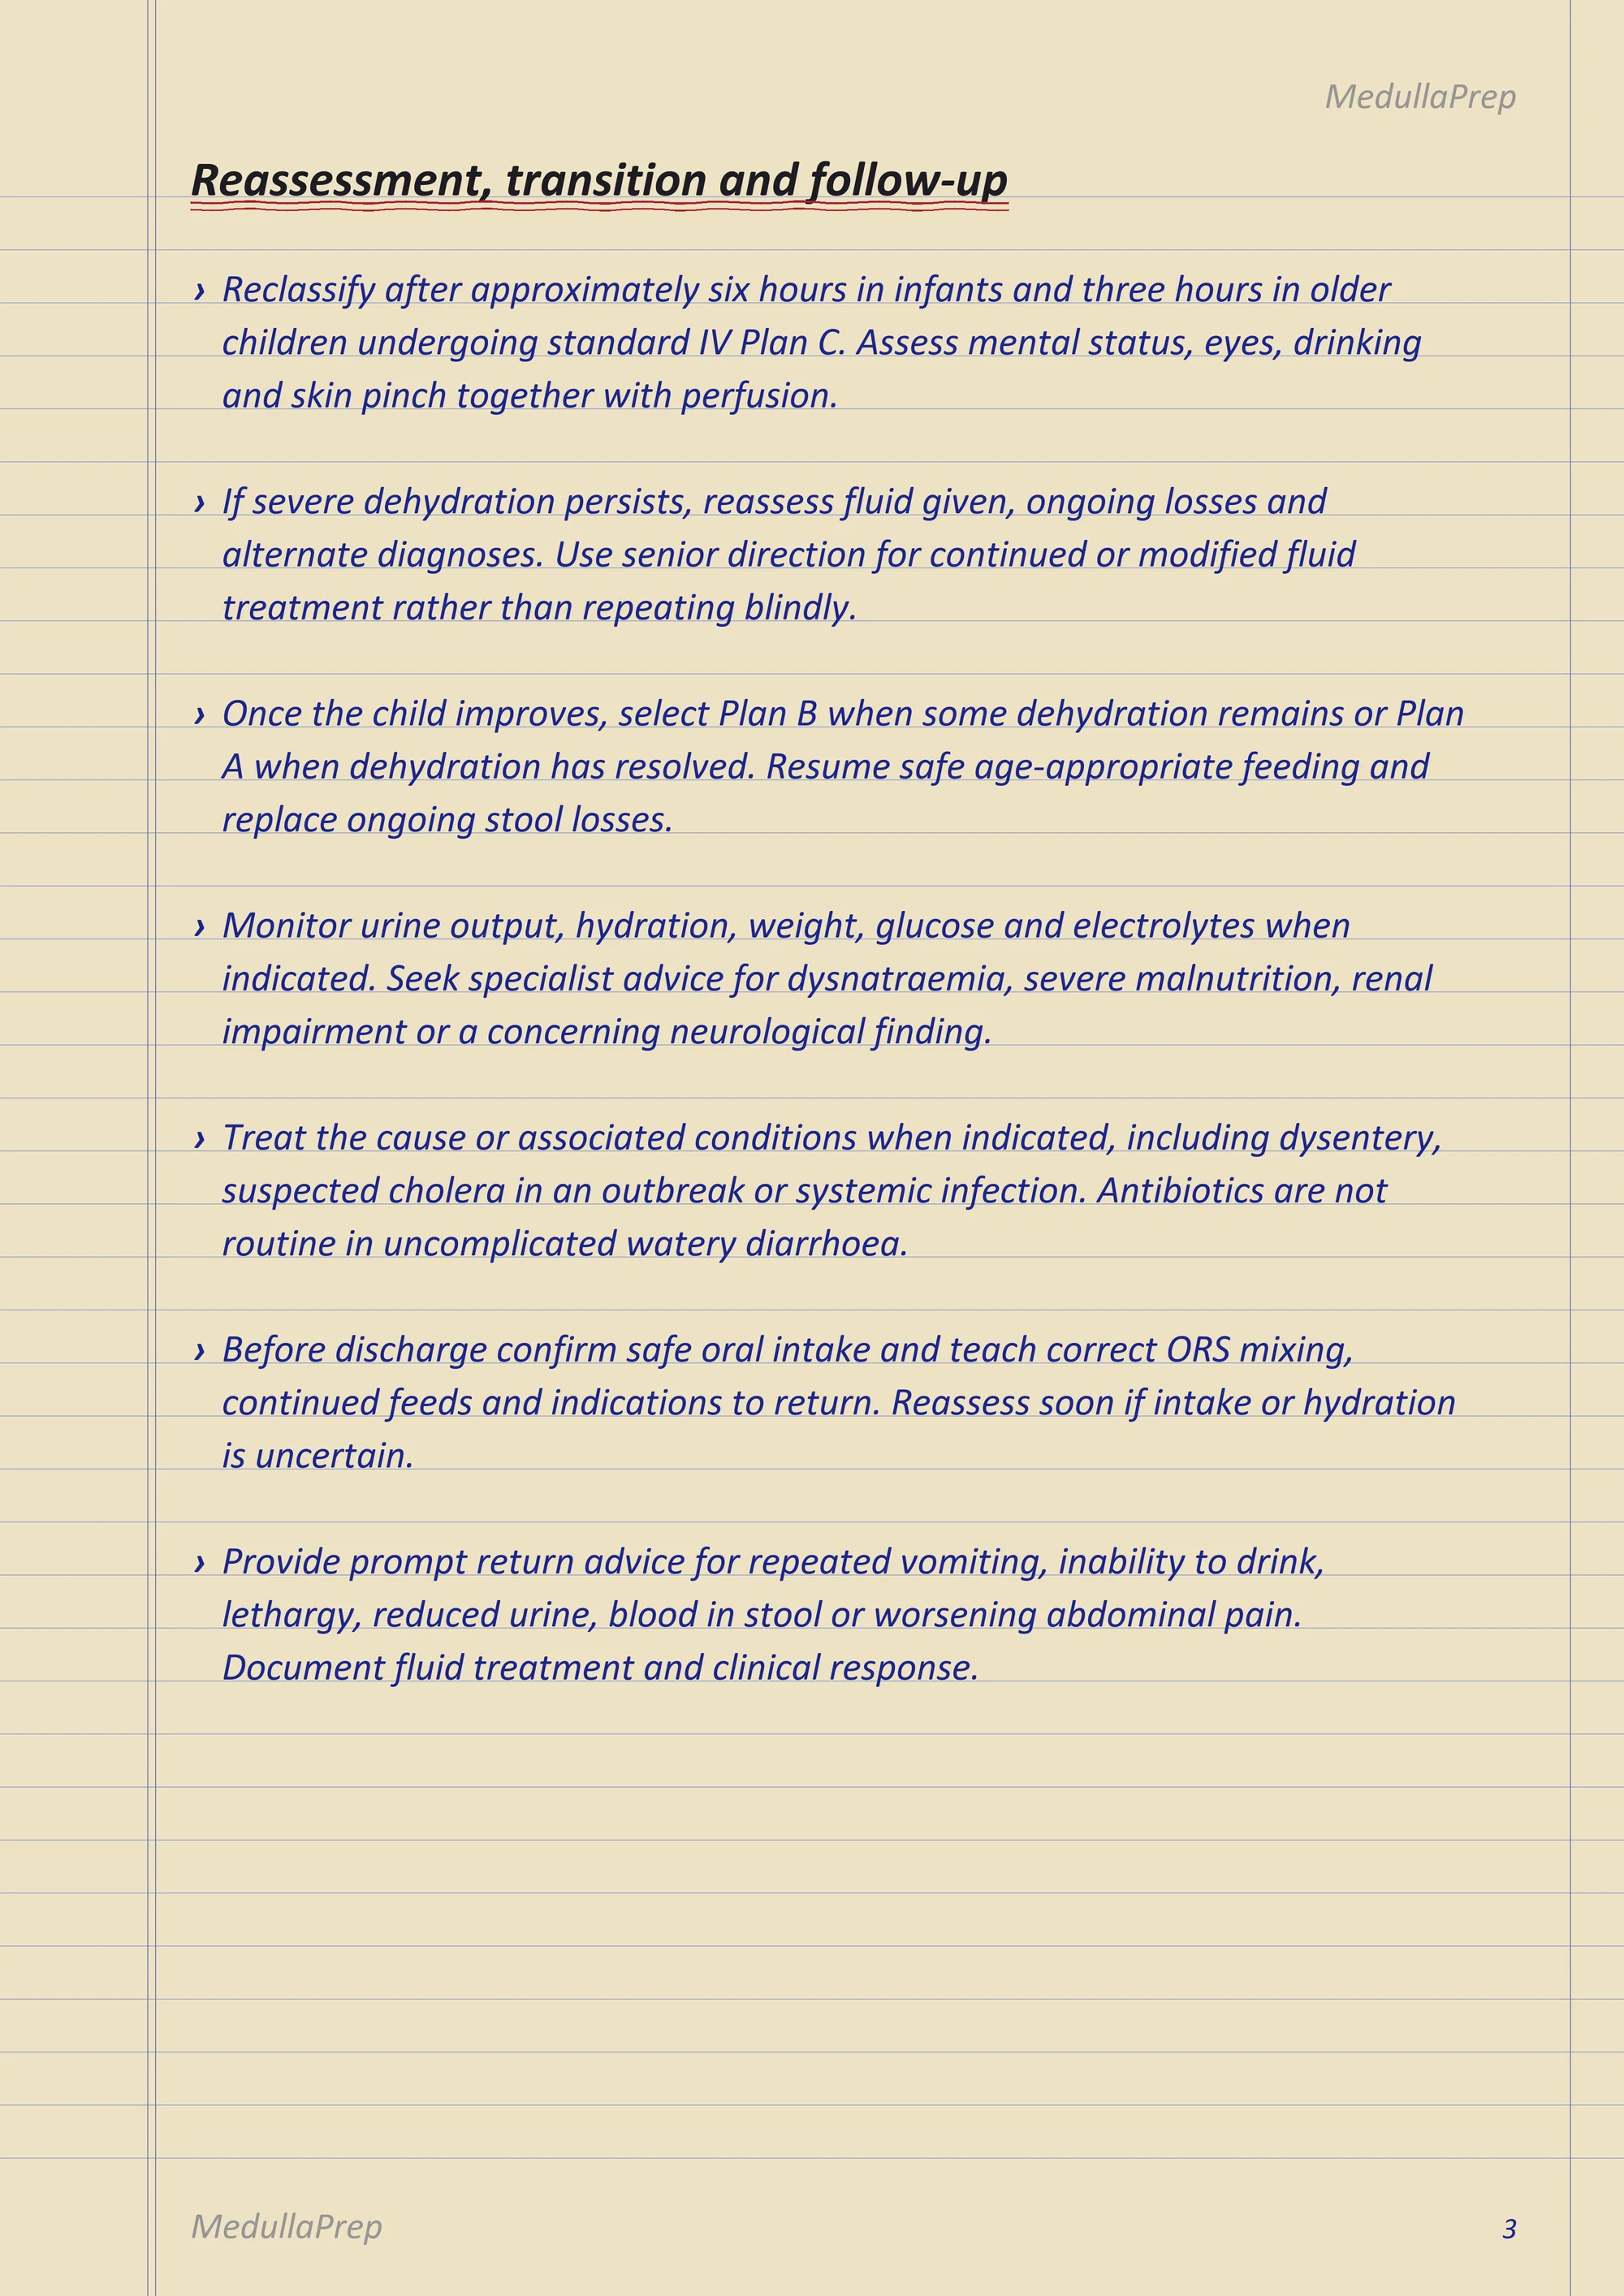 MedullaPrep
Reassessment, transition and follow-up
› Reclassify after approximately six hours in infants and three hours in older
children undergoing standard IV Plan C. Assess mental status, eyes, drinking
and skin pinch together with perfusion.
› If severe dehydration persists, reassess fluid given, ongoing losses and
alternate diagnoses. Use senior direction for continued or modified fluid
treatment rather than repeating blindly.
› Once the child improves, select Plan B when some dehydration remains or Plan
A when dehydration has resolved. Resume safe age-appropriate feeding and
replace ongoing stool losses.
› Monitor urine output, hydration, weight, glucose and electrolytes when
indicated. Seek specialist advice for dysnatraemia, severe malnutrition, renal
impairment or a concerning neurological finding.
› Treat the cause or associated conditions when indicated, including dysentery,
suspected cholera in an outbreak or systemic infection. Antibiotics are not
routine in uncomplicated watery diarrhoea.
› Before discharge confirm safe oral intake and teach correct ORS mixing,
continued feeds and indications to return. Reassess soon if intake or hydration
is uncertain.
› Provide prompt return advice for repeated vomiting, inability to drink,
lethargy, reduced urine, blood in stool or worsening abdominal pain.
Document fluid treatment and clinical response.
MedullaPrep
3